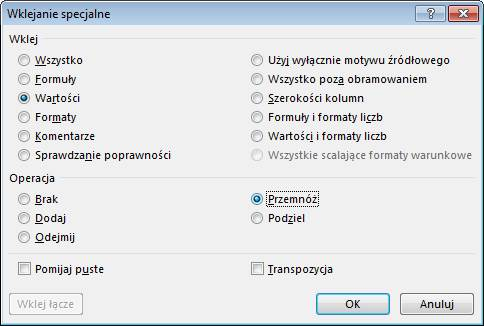 Wklejanie specjalne
Wklej
Wszystko
Formuły
Wartości
Formaty
Komentarze
Sprawdzanie poprawności
Użyj wyłącznie motywu źródłowego
Wszystko poza obramowaniem
Szerokości kolumn
Formuły i formaty liczb
Wartości i formaty liczb
Wszystkie scalające formaty warunkowe
Operacja
Brak
Dodaj
Odejmij
Przemnóż
Podziel
Pomijaj puste
Transpozycja
Wklej łącze
OK
Anuluj